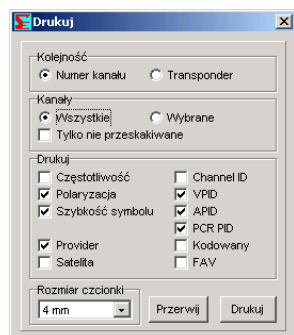 Drukuj
Kolejność
Numer kanału Transponder
Kanały
Wszystkie Wybrane
Tylko nie przeskakiwane
Drukuj
Częstotliwość Channel ID
Polaryzacja VPID
Szybkość symbolu APID
PCR PID
Provider Kodowany
Satelita FAV
Rozmiar czcionki
4 mm Przerwij Drukuj